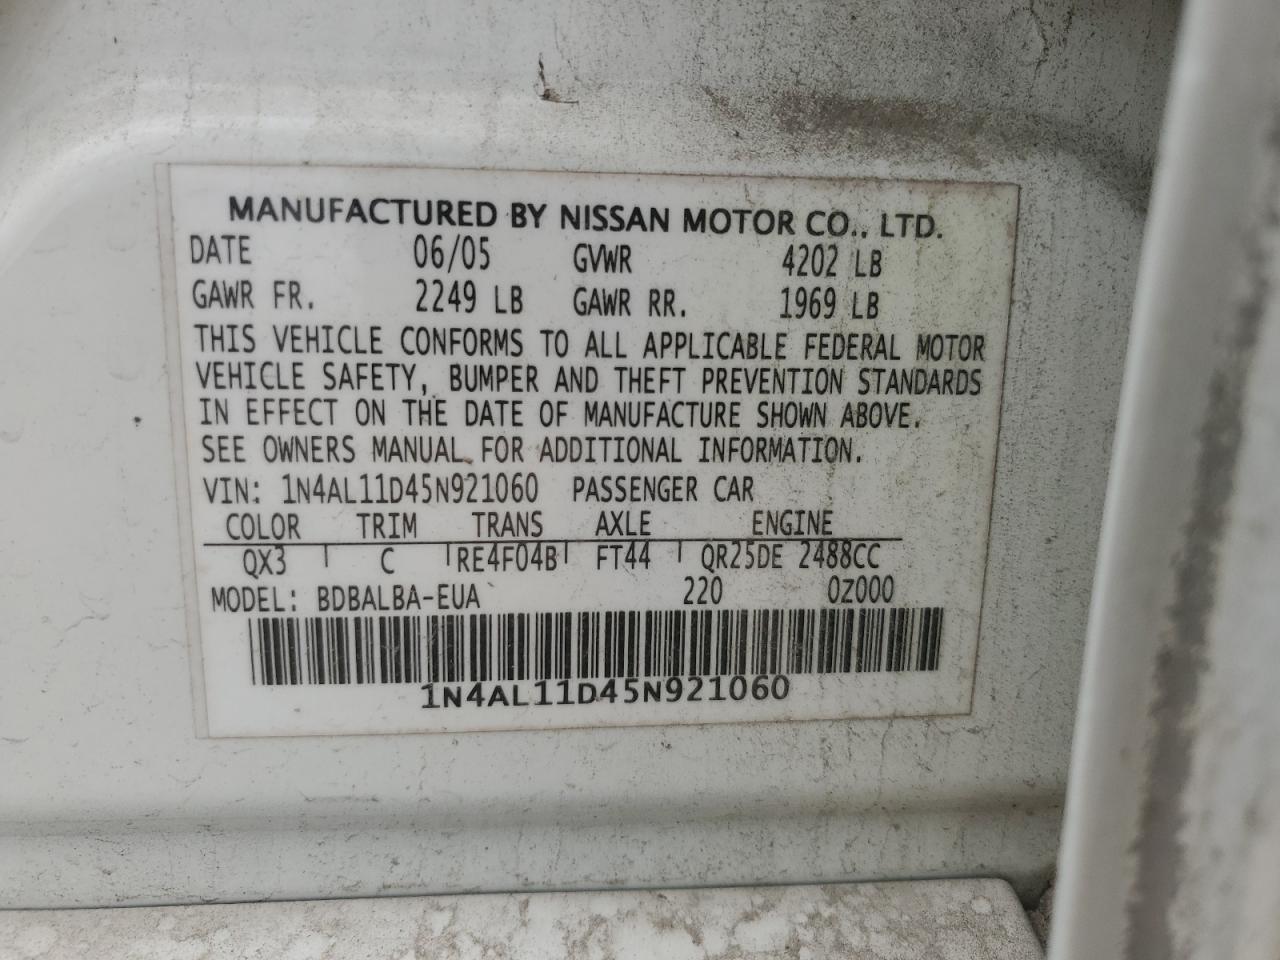 MANUFACTURED BY NISSAN MOTOR CO., LTD.
DATE 06/05 GVWR 4202 LB
GAWR FR. 2249 LB GAWR RR. 1969 LB
THIS VEHICLE CONFORMS TO ALL APPLICABLE FEDERAL MOTOR
VEHICLE SAFETY, BUMPER AND THEFT PREVENTION STANDARDS
IN EFFECT ON THE DATE OF MANUFACTURE SHOWN ABOVE.
SEE OWNERS MANUAL FOR ADDITIONAL INFORMATION.
VIN: 1N4AL11D45N921060 PASSENGER CAR
COLOR TRIM TRANS AXLE ENGINE
QX3 C RE4F04B FT44 QR25DE 2488CC
MODEL: BDBALBA-EUA 220 0Z000
1N4AL11D45N921060